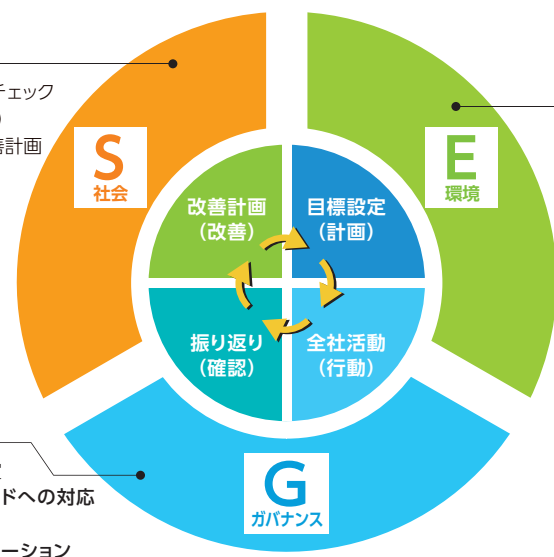 チェック
）
善計画
S
社会
E
環境
改善計画
（改善）
目標設定
（計画）
振り返り
（確認）
全社活動
（行動）
G
ガバナンス
ドへの対応
ーション